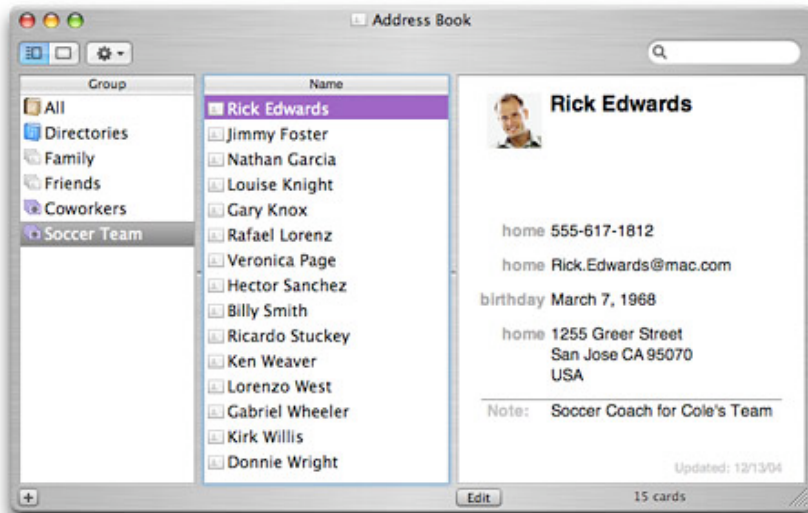 Address Book
Group
All
Directories
Family
Friends
Coworkers
Soccer Team
Name
Rick Edwards
Jimmy Foster
Nathan Garcia
Louise Knight
Gary Knox
Rafael Lorenz
Veronica Page
Hector Sanchez
Billy Smith
Ricardo Stuckey
Ken Weaver
Lorenzo West
Gabriel Wheeler
Kirk Willis
Donnie Wright
Rick Edwards
home 555-617-1812
home Rick.Edwards@mac.com
birthday March 7, 1968
home 1255 Greer Street
San Jose CA 95070
USA
Note: Soccer Coach for Cole's Team
Updated: 12/13/04
Edit
15 cards